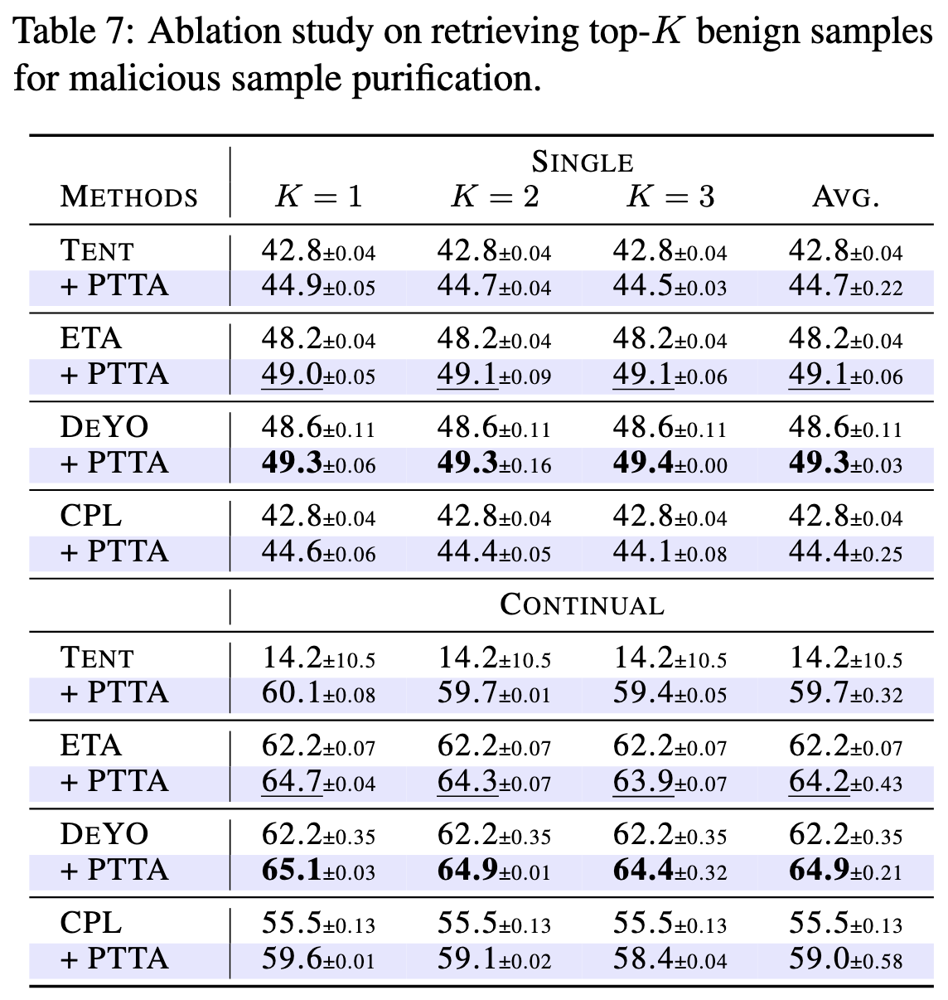 Table 7: Ablation study on retrieving top-K benign samples
for malicious sample purification.
SINGLE
METHODS K = 1 K = 2 K = 3 AVG.
TENT 42.8±0.04 42.8±0.04 42.8±0.04 42.8±0.04
+ PTTA 44.9±0.05 44.7±0.04 44.5±0.03 44.7±0.22
ETA 48.2±0.04 48.2±0.04 48.2±0.04 48.2±0.04
+ PTTA 49.0±0.05 49.1±0.09 49.1±0.06 49.1±0.06
DEYO 48.6±0.11 48.6±0.11 48.6±0.11 48.6±0.11
+ PTTA 49.3±0.06 49.3±0.16 49.4±0.00 49.3±0.03
CPL 42.8±0.04 42.8±0.04 42.8±0.04 42.8±0.04
+ PTTA 44.6±0.06 44.4±0.05 44.1±0.08 44.4±0.25
CONTINUAL
TENT 14.2±10.5 14.2±10.5 14.2±10.5 14.2±10.5
+ PTTA 60.1±0.08 59.7±0.01 59.4±0.05 59.7±0.32
ETA 62.2±0.07 62.2±0.07 62.2±0.07 62.2±0.07
+ PTTA 64.7±0.04 64.3±0.07 63.9±0.07 64.2±0.43
DEYO 62.2±0.35 62.2±0.35 62.2±0.35 62.2±0.35
+ PTTA 65.1±0.03 64.9±0.01 64.4±0.32 64.9±0.21
CPL 55.5±0.13 55.5±0.13 55.5±0.13 55.5±0.13
+ PTTA 59.6±0.01 59.1±0.02 58.4±0.04 59.0±0.58